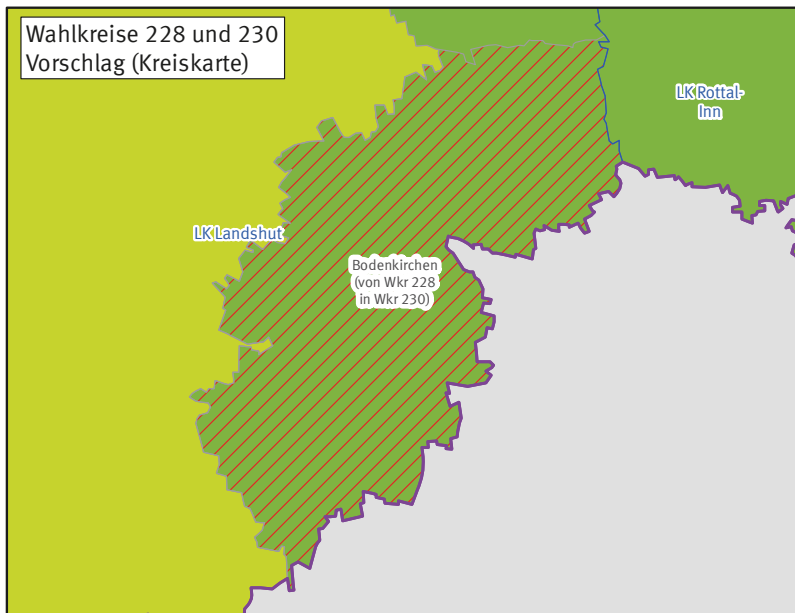 Wahlkreise 228 und 230
Vorschlag (Kreiskarte)
LK Rottal-
Inn
LK Landshut
Bodenkirchen
(von Wkr 228
in Wkr 230)